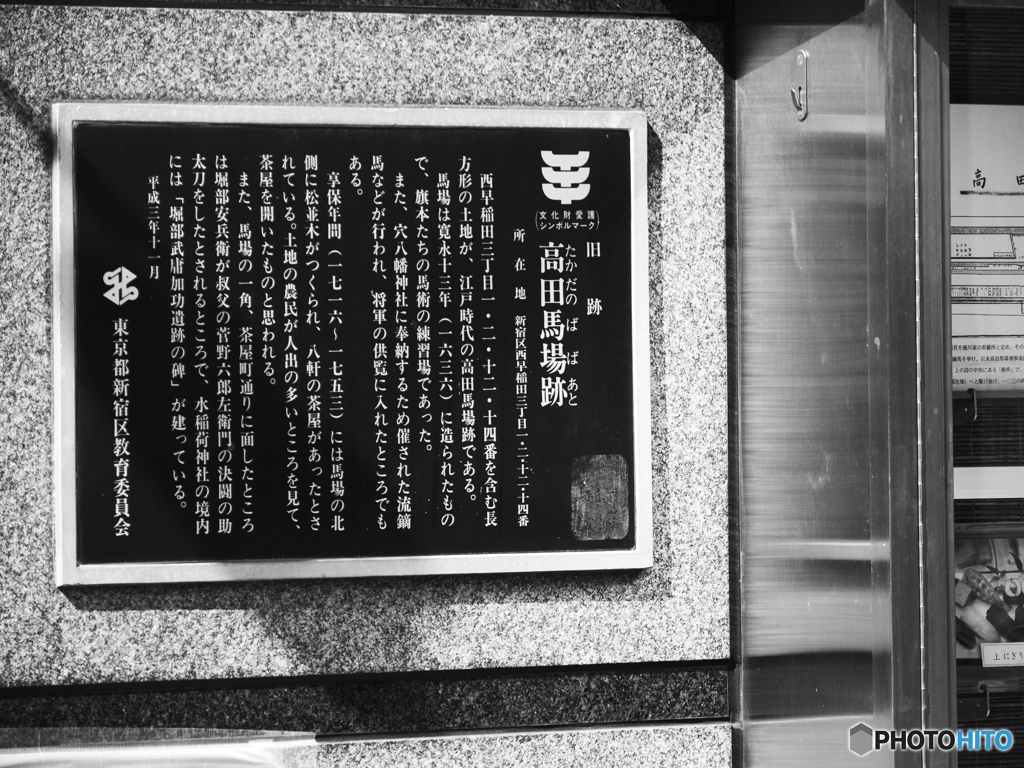 文化財愛護
シンボルマーク
旧跡
たかだのばばあと
高田馬場跡
所在地 新宿区西早稲田三丁目一・二・十二・十四番
西早稲田三丁目一・二・十二・十四番を含む長
方形の土地が、江戸時代の高田馬場跡である。
馬場は寛永十三年(一六三六)に造られたもの
で、旗本たちの馬術の練習場であった。
また、穴八幡神社に奉納するため催された流鏑
馬などが行われ、将軍の供覧に入れたところでも
ある。
享保年間(一七一六~一七五三)には馬場の北
側に松並木がつくられ、八軒の茶屋があったとさ
れている。土地の農民が人出の多いところを見て、
茶屋を開いたものと思われる。
また、馬場の一角、茶屋町通りに面したところ
は堀部安兵衛が叔父の菅野六郎左衛門の決闘の助
太刀をしたとされるところで、水稲荷神社の境内
には「堀部武庸加功遺跡の碑」が建っている。
平成三年十一月
東京都新宿区教育委員会
高田
上にぎり
PHOTOHITO